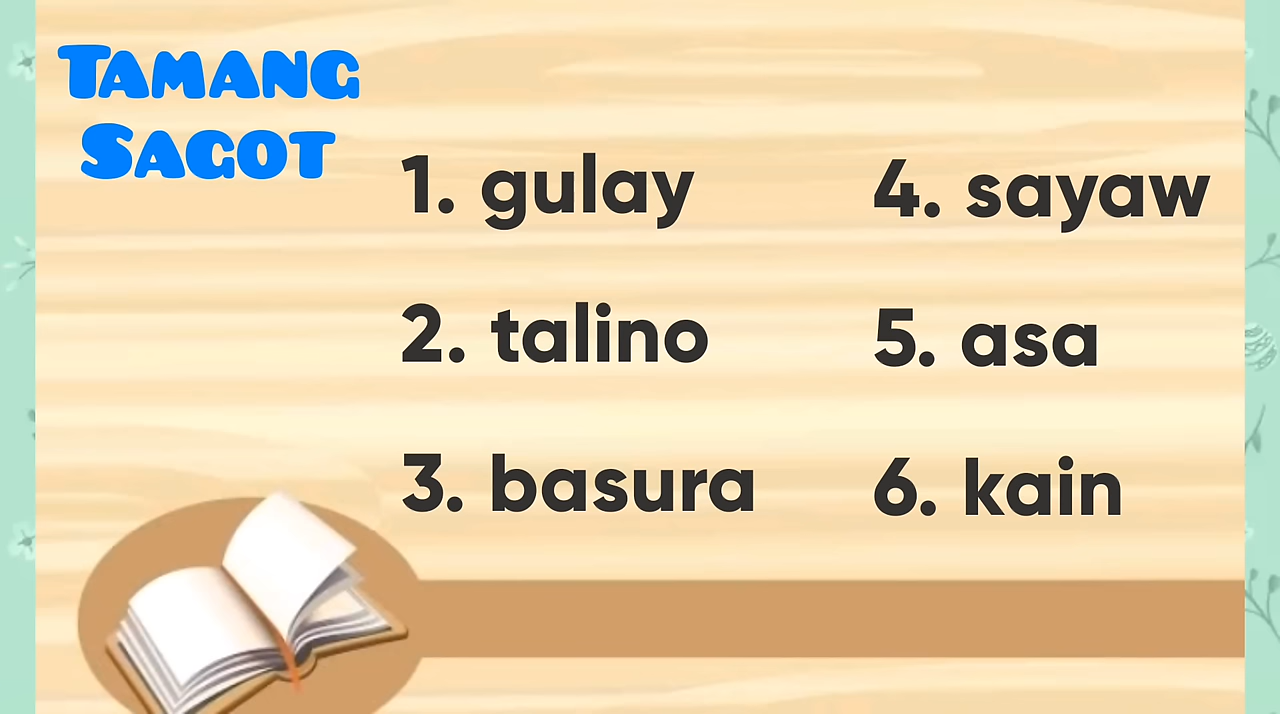 TAMANG
SAGOT
1. gulay
2. talino
3. basura
4. sayaw
5. asa
6. kain